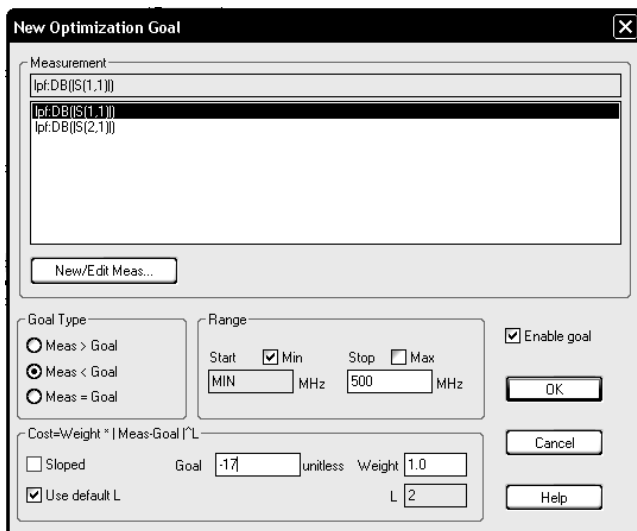 New Optimization Goal
Measurement
lpf:DB(|S(1,1)|)
lpf:DB(|S(1,1)|)
lpf:DB(|S(2,1)|)
New/Edit Meas...
Goal Type
Meas > Goal
Meas < Goal
Meas = Goal
Range
Start Min Stop Max
MIN MHz 500 MHz
Enable goal
OK
Cost=Weight * | Meas-Goal |^L
Sloped Goal -17 unitless Weight 1.0
Use default L L 2
Cancel
Help